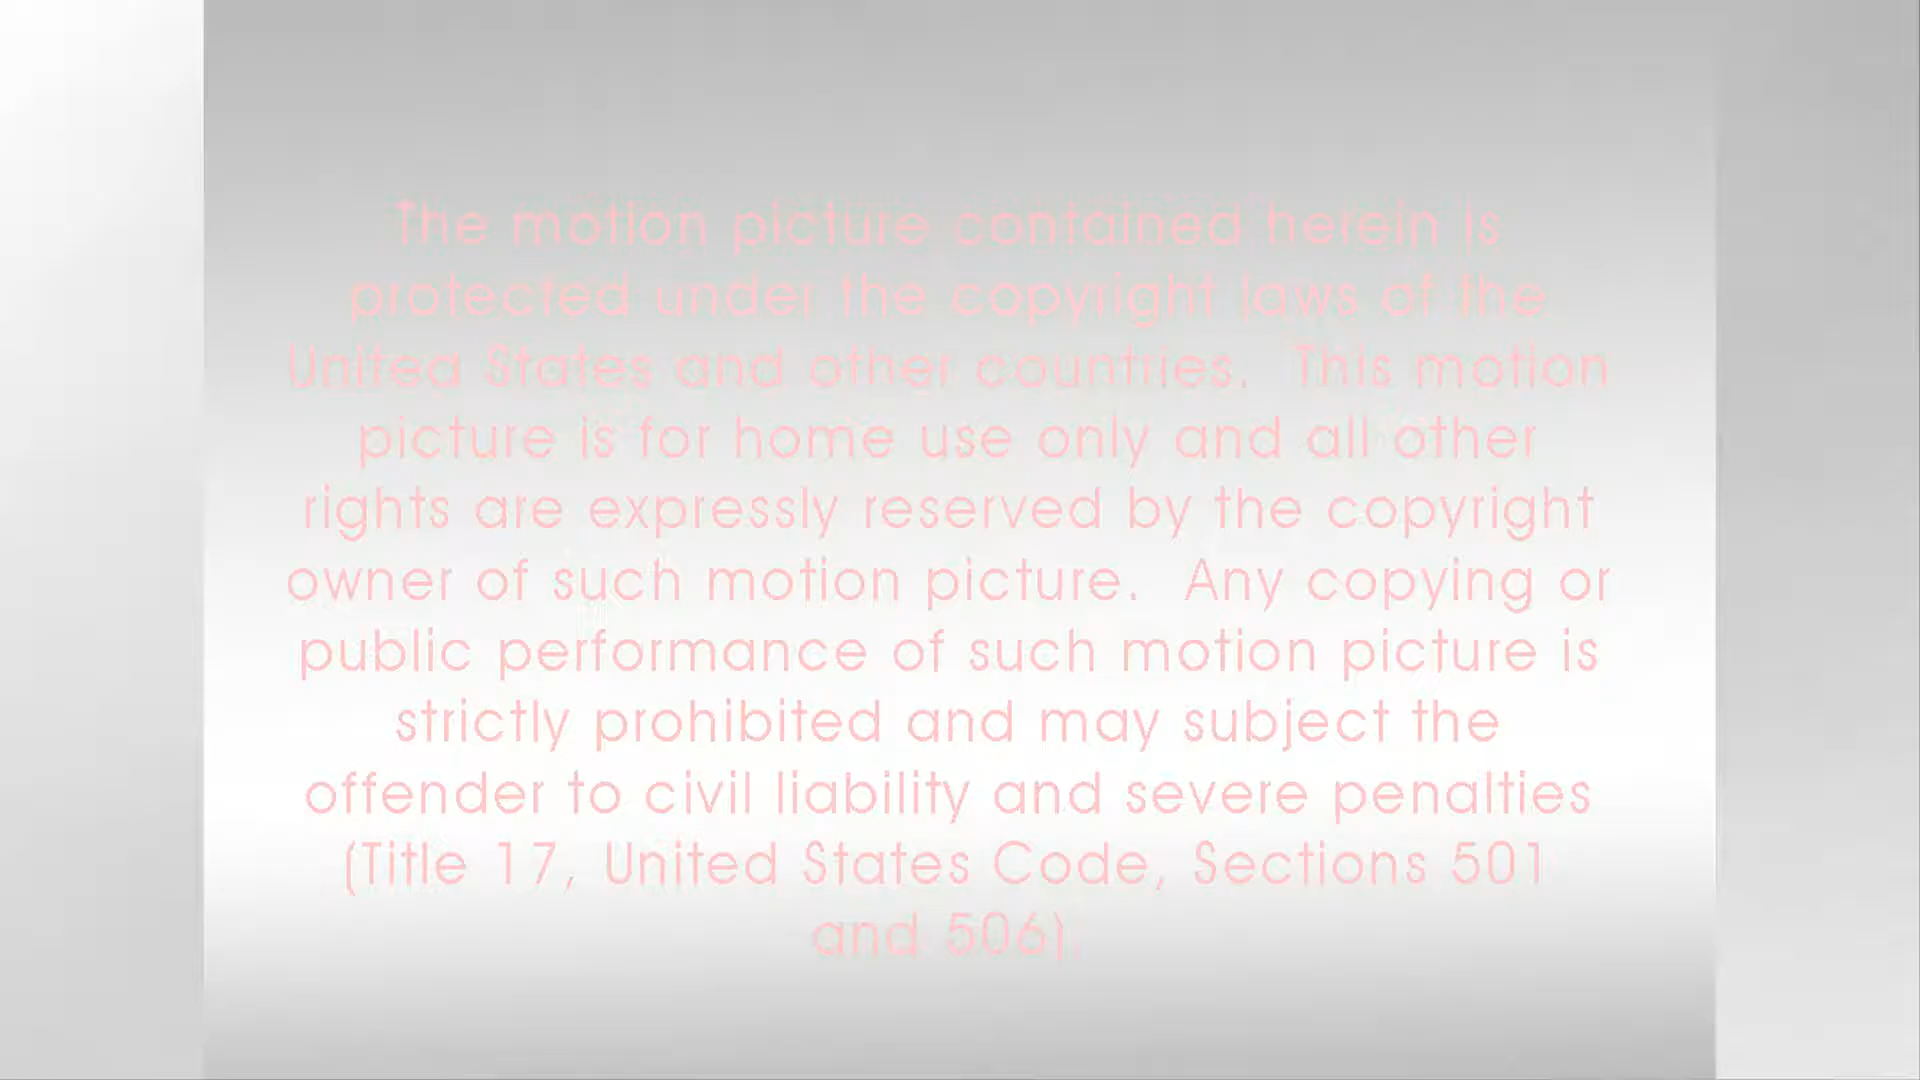 The motion picture contained herein is
protected under the copyright laws of the
United States and other countries.  This motion
picture is for home use only and all other
rights are expressly reserved by the copyright
owner of such motion picture.  Any copying or
public performance of such motion picture is
strictly prohibited and may subject the
offender to civil liability and severe penalties
(Title 17, United States Code, Sections 501
and 506).